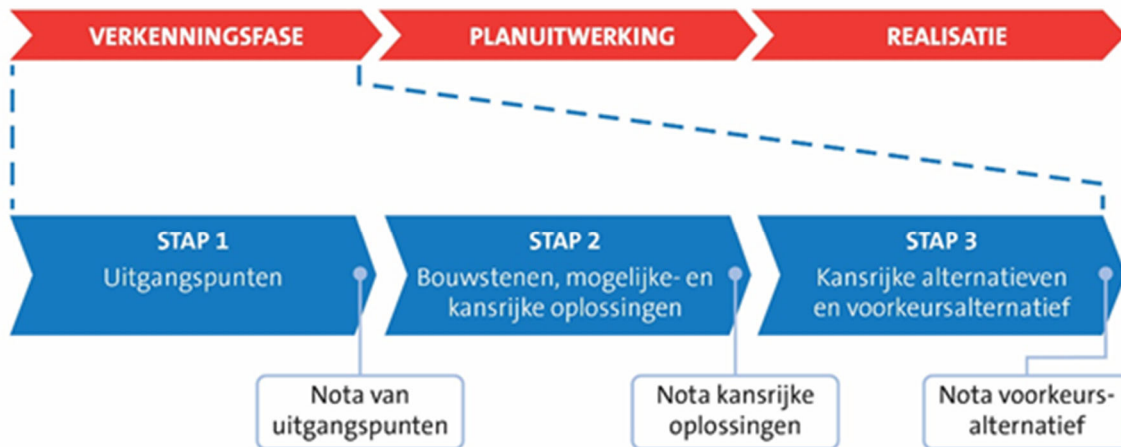 VERKENNINGSFASE
PLANUITWERKING
REALISATIE
STAP 1
Uitgangspunten
STAP 2
Bouwstenen, mogelijke- en
kansrijke oplossingen
STAP 3
Kansrijke alternatieven
en voorkeursalternatief
Nota van
uitgangspunten
Nota kansrijke
oplossingen
Nota voorkeurs-
alternatief